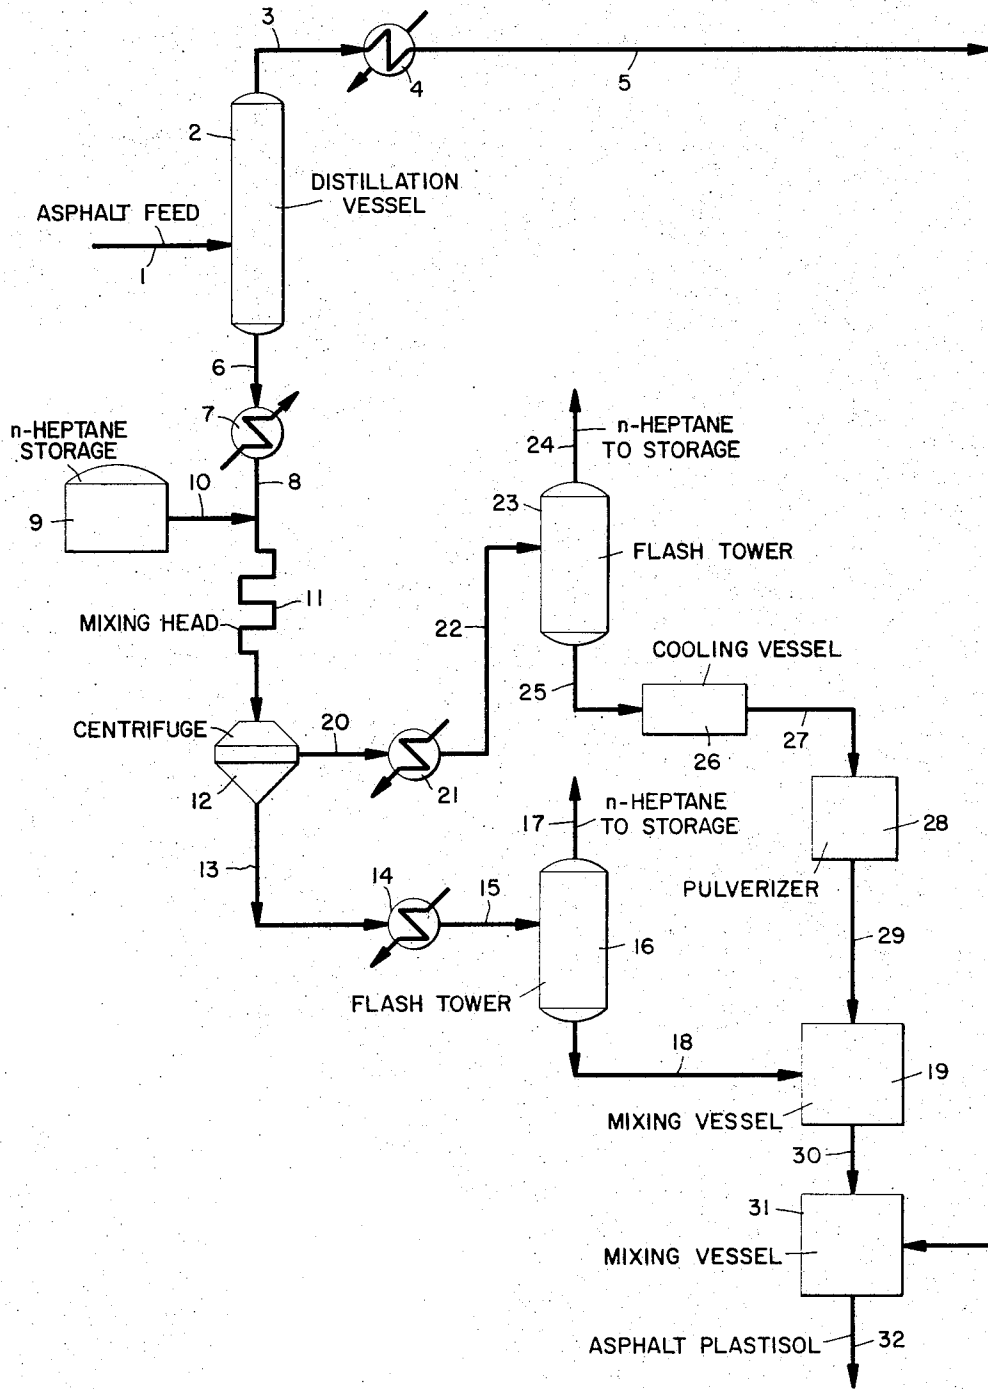 3
4
5
2
DISTILLATION
VESSEL
ASPHALT FEED
1
6
7
n-HEPTANE
STORAGE
8
10
9
24
n-HEPTANE
TO STORAGE
23
FLASH TOWER
11
MIXING HEAD
22
COOLING VESSEL
25
26
27
CENTRIFUGE
20
12
21
17
n-HEPTANE
TO STORAGE
28
PULVERIZER
13
14
15
16
29
FLASH TOWER
18
19
MIXING VESSEL
30
31
MIXING VESSEL
ASPHALT PLASTISOL
32